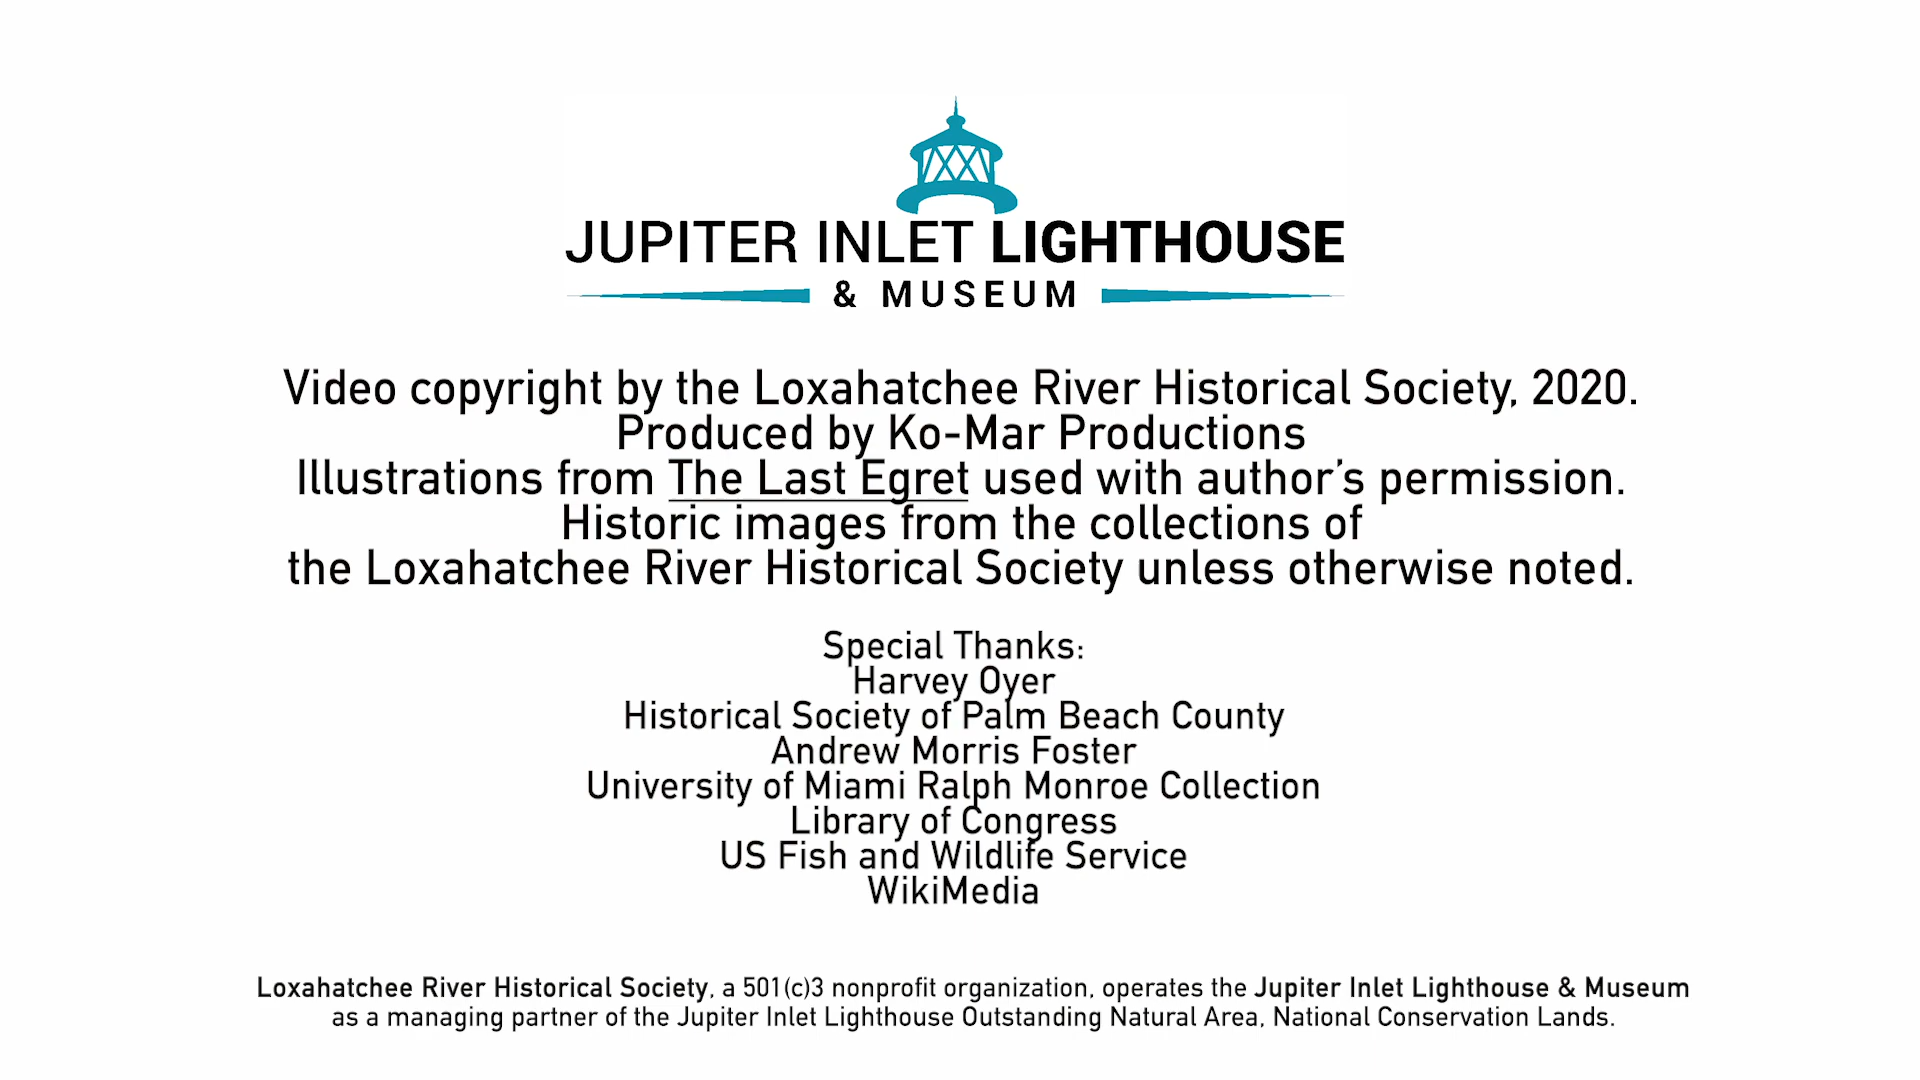 JUPITER INLET LIGHTHOUSE
& MUSEUM
Video copyright by the Loxahatchee River Historical Society, 2020.
Produced by Ko-Mar Productions
Illustrations from The Last Egret used with author's permission.
Historic images from the collections of
the Loxahatchee River Historical Society unless otherwise noted.
Special Thanks:
Harvey Oyer
Historical Society of Palm Beach County
Andrew Morris Foster
University of Miami Ralph Monroe Collection
Library of Congress
US Fish and Wildlife Service
WikiMedia
Loxahatchee River Historical Society, a 501(c)3 nonprofit organization, operates the Jupiter Inlet Lighthouse & Museum
as a managing partner of the Jupiter Inlet Lighthouse Outstanding Natural Area, National Conservation Lands.